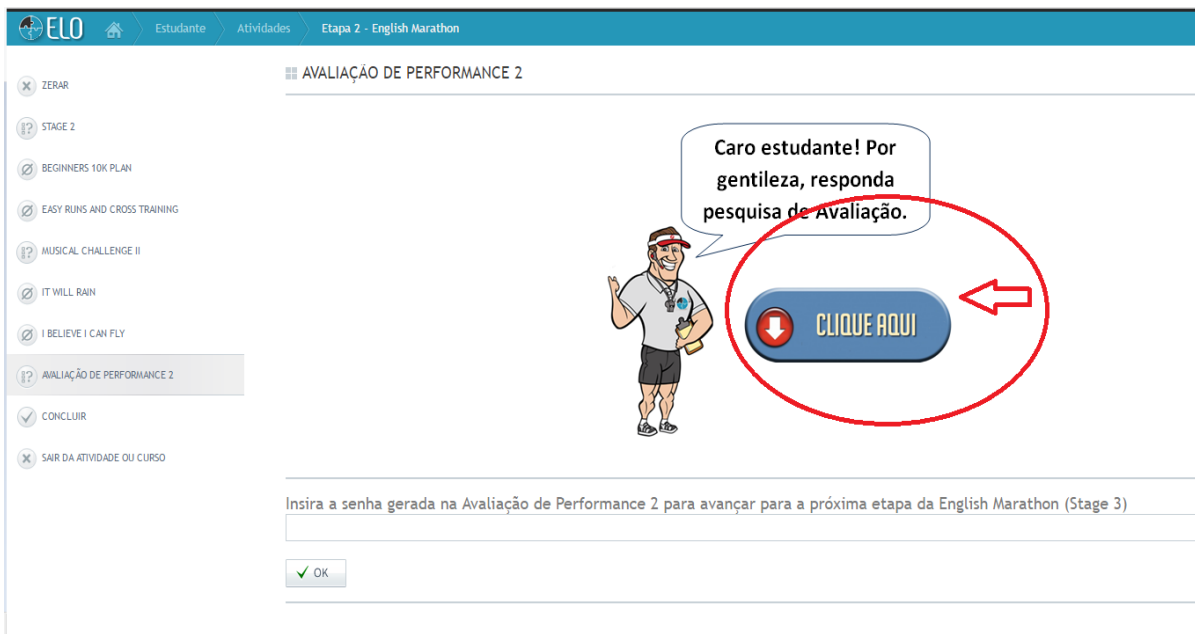 ELO
Estudante
Atividades
Etapa 2 - English Marathon
ZERAR
STAGE 2
BEGINNERS 10K PLAN
EASY RUNS AND CROSS TRAINING
MUSICAL CHALLENGE II
IT WILL RAIN
I BELIEVE I CAN FLY
AVALIAÇÃO DE PERFORMANCE 2
CONCLUIR
SAIR DA ATIVIDADE OU CURSO
AVALIAÇÃO DE PERFORMANCE 2
Caro estudante! Por
gentileza, responda
pesquisa de Avaliação.
CLIQUE AQUI
Insira a senha gerada na Avaliação de Performance 2 para avançar para a próxima etapa da English Marathon (Stage 3)
OK